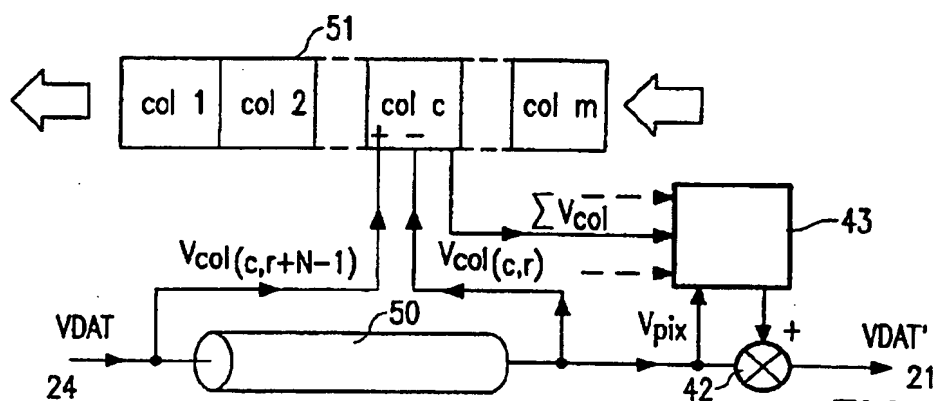 51
col 1 col 2 col c col m
+ −
ΣVcol
43
Vcol(c,r+N−1) Vcol(c,r)
50
VDAT Vpix + VDAT'
24 42 21